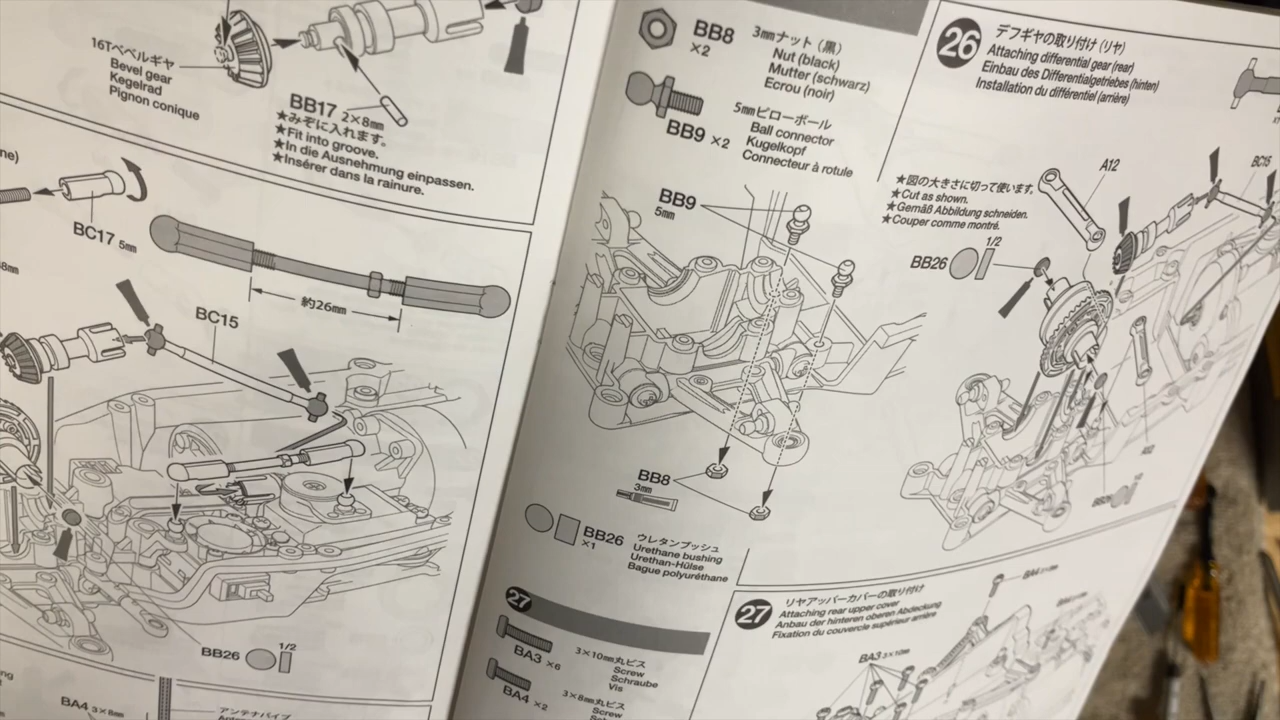 16Tベベルギヤ
Bevel gear
Kegelrad
Pignon conique
BB17 2×8mm
★みぞに入れます。
★Fit into groove.
★In die Ausnehmung einpassen.
★Insérer dans la rainure.
BC17 5mm
約26mm
BC15
BB26
1/2
BA4 3×8mm
アンテナパイプ
BB8
×2
3mmナット(黒)
Nut (black)
Mutter (schwarz)
Ecrou (noir)
BB9 ×2
5mmピローボール
Ball connector
Kugelkopf
Connecteur à rotule
BB9
5mm
BB8
3mm
BB26
×1
ウレタンブッシュ
Urethane bushing
Urethan-Hülse
Bague polyuréthane
27
BA3 ×6
3×10mm丸ビス
Screw
Schraube
Vis
BA4 ×2
3×8mm丸ビス
Screw
26
デフギヤの取り付け(リヤ)
Attaching differential gear (rear)
Einbau des Differentialgetriebes (hinten)
Installation du différentiel (arrière)
★図の大きさに切って使います。
★Cut as shown.
★Gemäß Abbildung schneiden.
★Couper comme montré.
BB26
1/2
A12
BC15
A12
BB26
27
リヤアッパーカバーの取り付け
Attaching rear upper cover
Anbau der hinteren oberen Abdeckung
Fixation du couvercle supérieur arrière
BA4
BA3 3×10mm